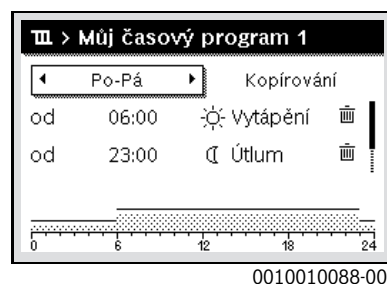 > Můj časový program 1
Po-Pá Kopírování
od 06:00 Vytápění
od 23:00 Útlum
0 6 12 18 24
0010010088-00